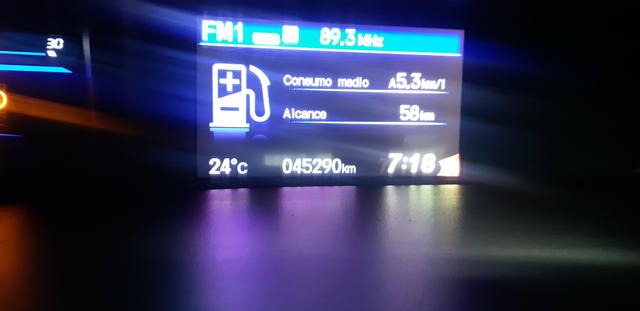 FM1 89.3 MHz
30
Consumo medio A5.3km/l
Alcance 58km
24°C 045290km 7:18